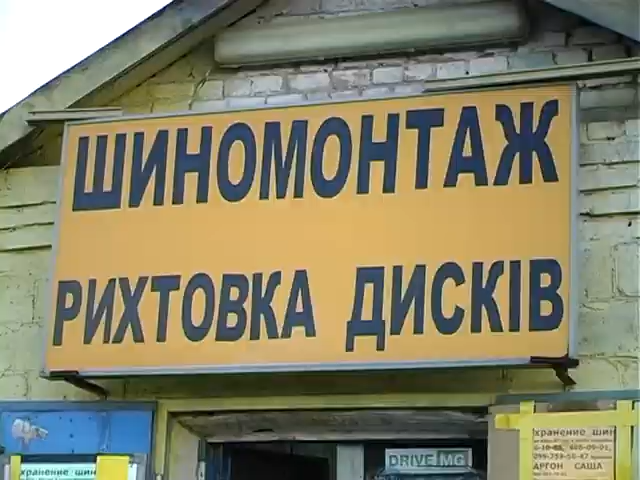 ШИНОМОНТАЖ
РИХТОВКА ДИСКІВ
DRIVE MG
хранение шин
хранение шин
АРГОН САША